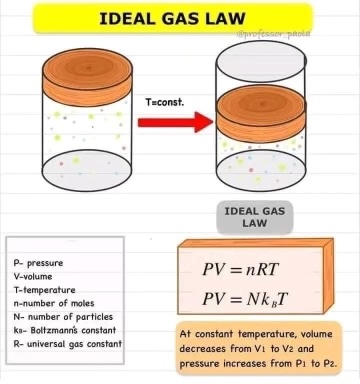 IDEAL GAS LAW
@professor_paola
T=const.
IDEAL GAS
LAW
P- pressure
V-volume
T-temperature
n-number of moles
N- number of particles
kB- Boltzmann's constant
R- universal gas constant
PV = nRT
PV = Nk_BT
At constant temperature, volume
decreases from V1 to V2 and
pressure increases from P1 to P2.